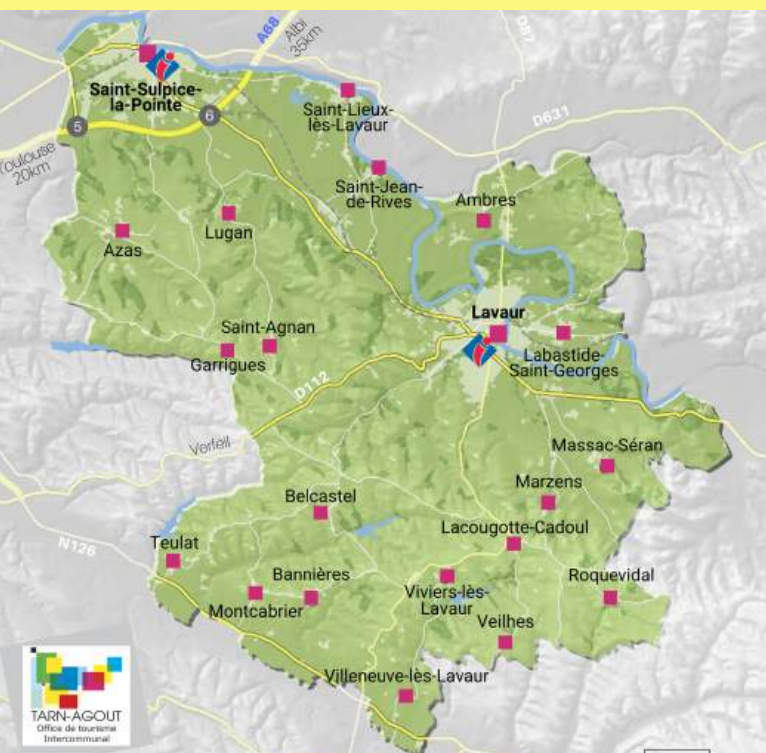 A68
Albi
35km
D87
Saint-Sulpice-
la-Pointe
5
6
Toulouse
20km
Saint-Lieux-
lès-Lavaur
D631
Saint-Jean-
de-Rives
Ambres
Azas
Lugan
Lavaur
Saint-Agnan
Garrigues
Labastide-
Saint-Georges
D112
Verfeil
Massac-Séran
Marzens
Belcastel
Lacougotte-Cadoul
N126
Teulat
Bannières
Montcabrier
Viviers-lès-
Lavaur
Roquevidal
Veilhes
Villeneuve-lès-Lavaur
TARN-AGOUT
Office de tourisme
Intercommunal